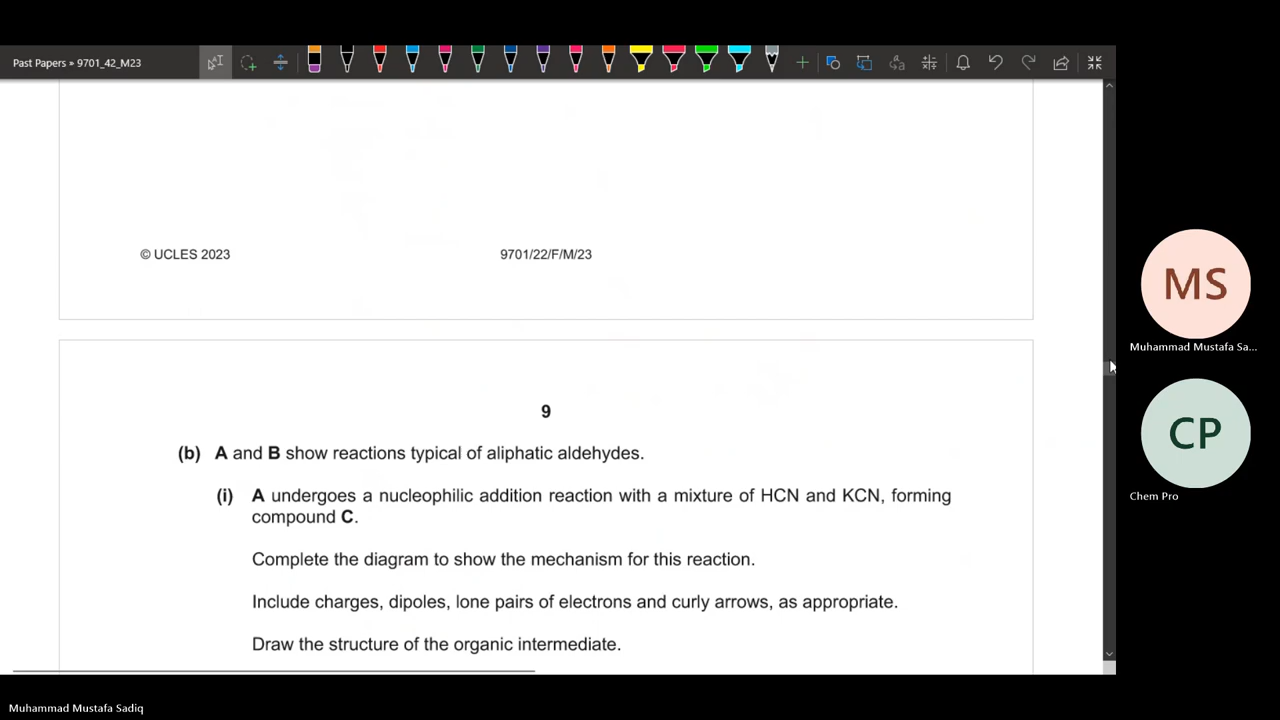 Past Papers » 9701_42_M23
© UCLES 2023
9701/22/F/M/23
9
(b) A and B show reactions typical of aliphatic aldehydes.
(i) A undergoes a nucleophilic addition reaction with a mixture of HCN and KCN, forming
compound C.
Complete the diagram to show the mechanism for this reaction.
Include charges, dipoles, lone pairs of electrons and curly arrows, as appropriate.
Draw the structure of the organic intermediate.
MS
Muhammad Mustafa Sa...
CP
Chem Pro
Muhammad Mustafa Sadiq